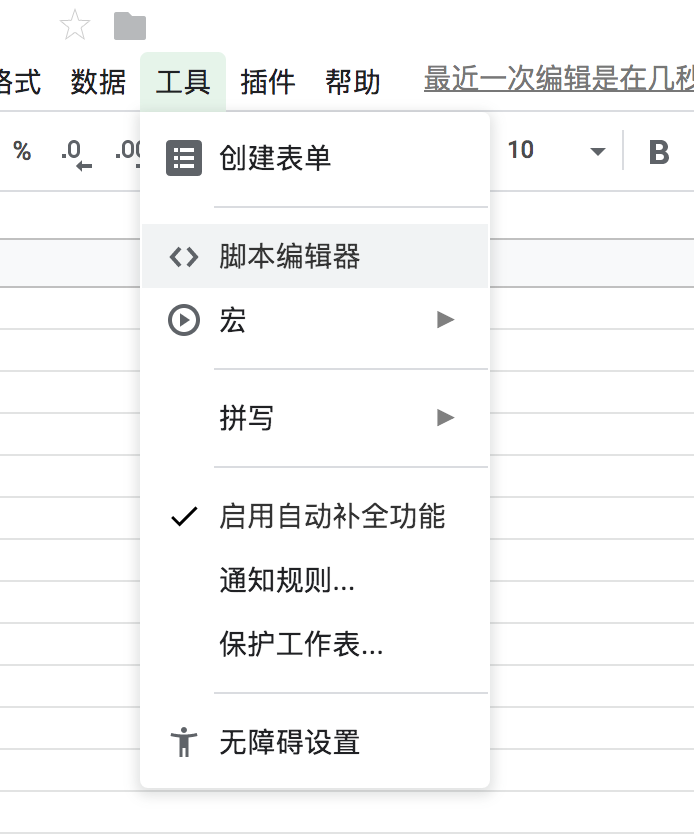 格式 数据 工具 插件 帮助 最近一次编辑是在几秒
% .0 .00 10 B
创建表单
脚本编辑器
宏
拼写
启用自动补全功能
通知规则...
保护工作表...
无障碍设置